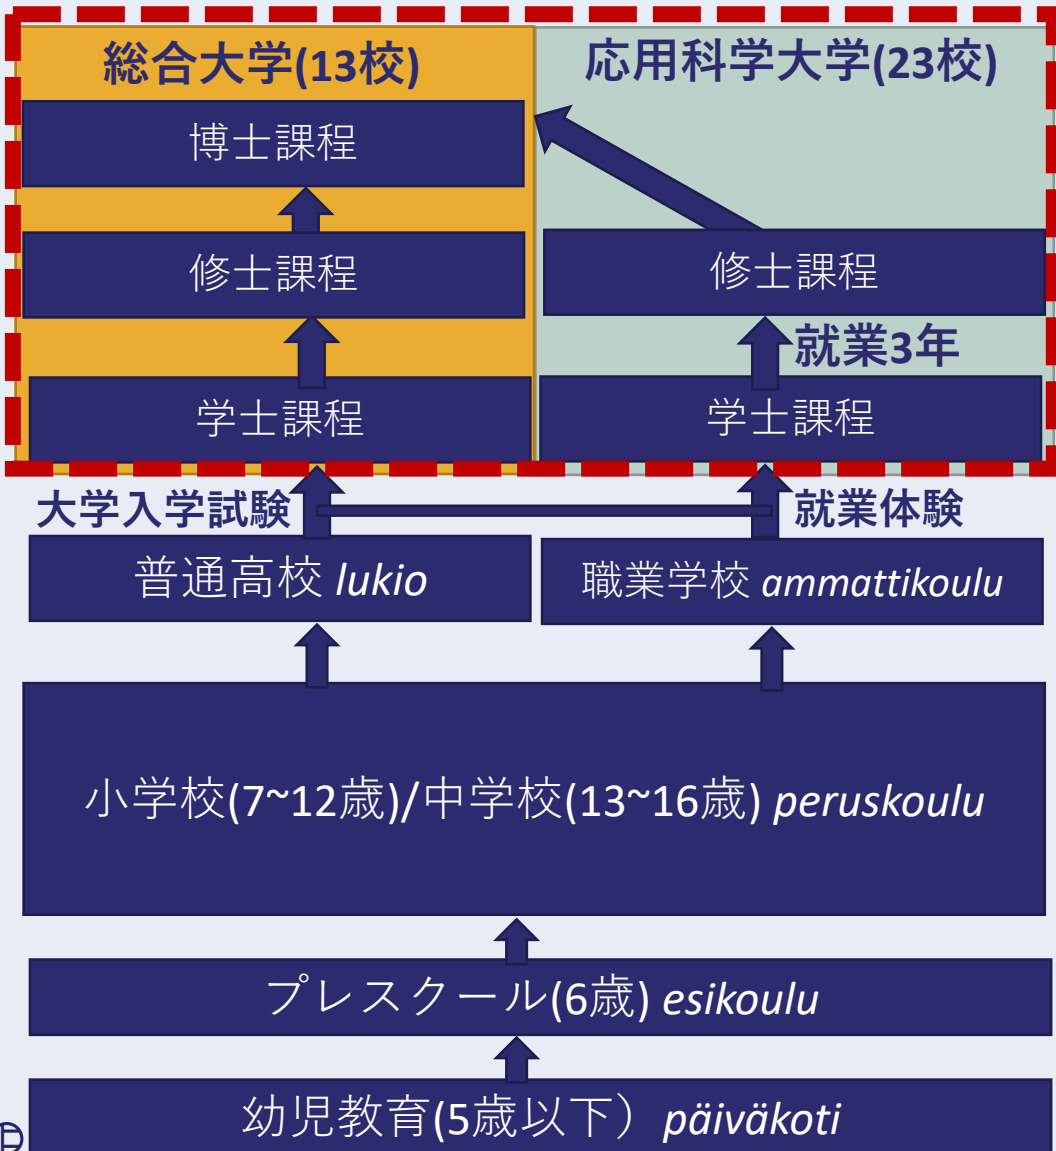 総合大学(13校)
応用科学大学(23校)
博士課程
修士課程
修士課程
就業3年
学士課程
学士課程
大学入学試験
就業体験
普通高校 lukio
職業学校 ammattikoulu
小学校(7~12歳)/中学校(13~16歳) peruskoulu
プレスクール(6歳) esikoulu
幼児教育(5歳以下） päiväkoti